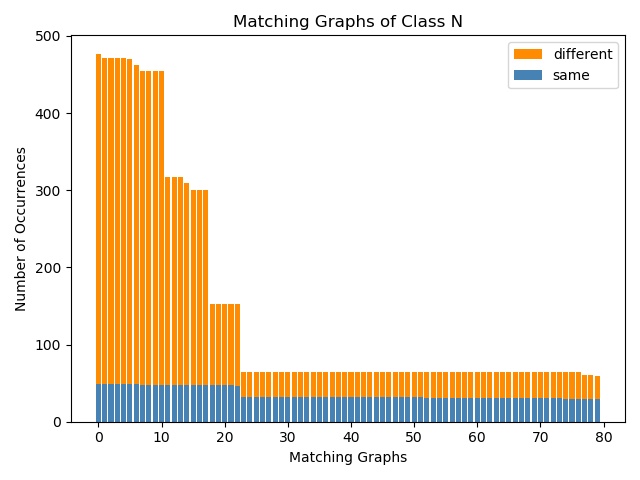 Matching Graphs of Class N
different
same
Number of Occurrences
500
400
300
200
100
0
0 10 20 30 40 50 60 70 80
Matching Graphs